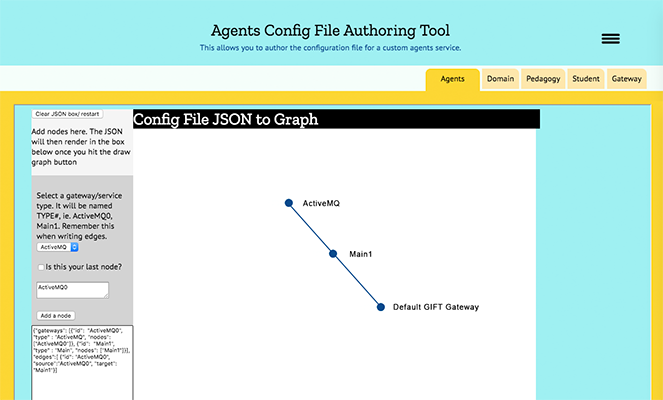 Agents Config File Authoring Tool
This allows you to author the configuration file for a custom agents service.
Agents
Domain
Pedagogy
Student
Gateway
Clear JSON box/ restart
Config File JSON to Graph
Add nodes here. The JSON
will then render in the box
below once you hit the draw
graph button
Select a gateway/service
type. It will be named
TYPE#, ie. ActiveMQ0,
Main1. Remember this
when writing edges.
ActiveMQ
Is this your last node?
ActiveMQ0
Add a node
{"gateways": [{"id": "ActiveMQ0",
"type" : "ActiveMQ", "nodes":
["ActiveMQ0"]}, {"id": "Main1",
"type" : "Main", "nodes": ["Main1"]}],
"edges":[ {"id": "ActiveMQ0",
"source":"ActiveMQ0", "target":
"Main1"}]
ActiveMQ
Main1
Default GIFT Gateway